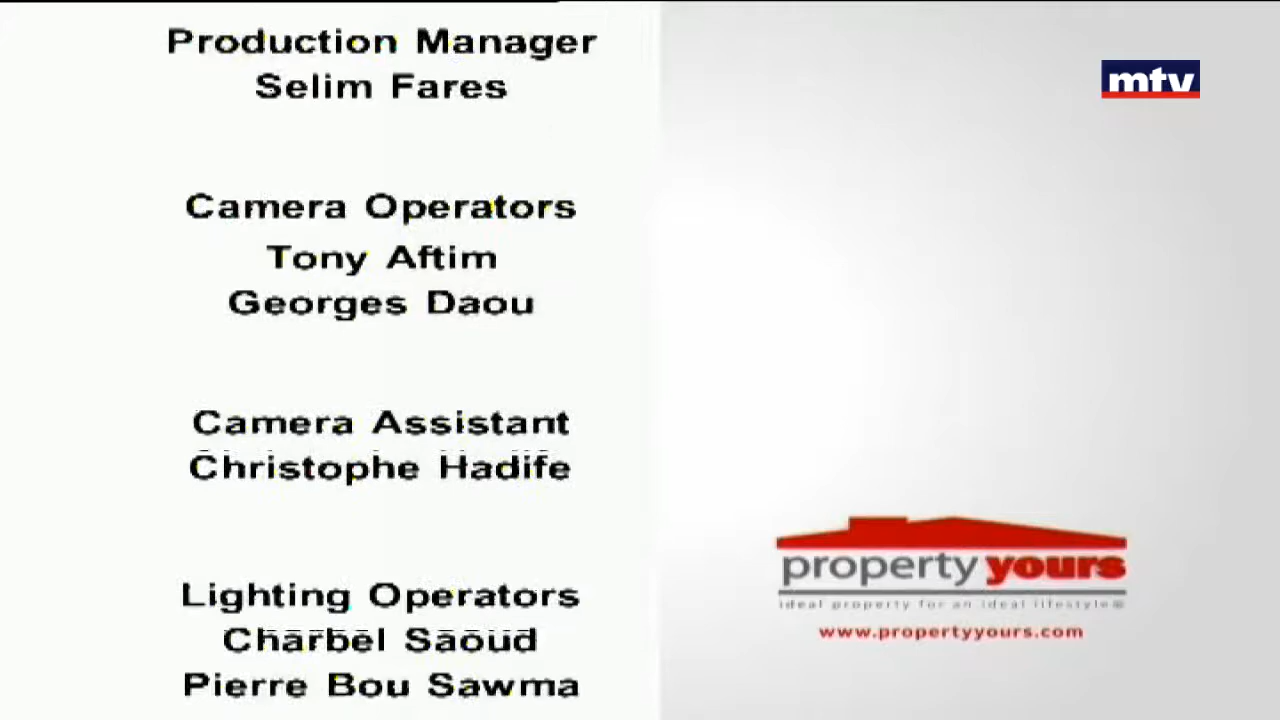 Production Manager
Selim Fares
Camera Operators
Tony Aftim
Georges Daou
Camera Assistant
Christophe Hadife
Lighting Operators
Charbel Saoud
Pierre Bou Sawma
mtv
property yours
ideal property for an ideal lifestyle®
www.propertyyours.com